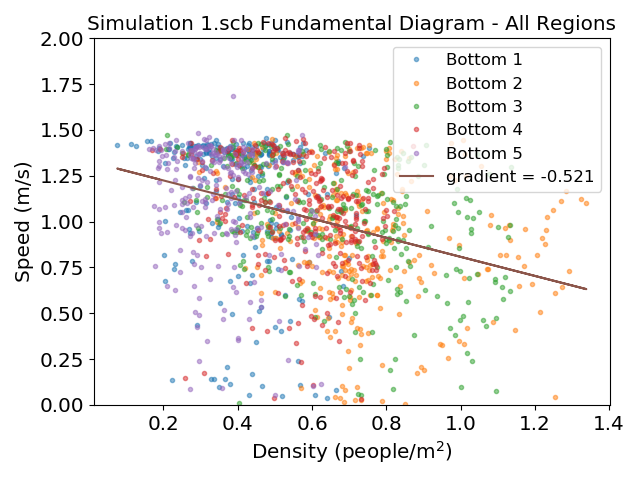 Simulation 1.scb Fundamental Diagram - All Regions
2.00
1.75
1.50
1.25
1.00
0.75
0.50
0.25
0.00
Speed (m/s)
Bottom 1
Bottom 2
Bottom 3
Bottom 4
Bottom 5
gradient = -0.521
0.2 0.4 0.6 0.8 1.0 1.2 1.4
Density (people/m²)